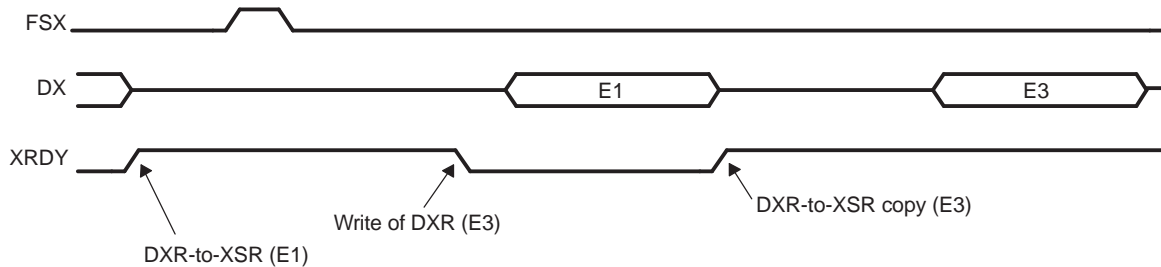 FSX
DX
E1
E3
XRDY
Write of DXR (E3)
DXR-to-XSR copy (E3)
DXR-to-XSR (E1)